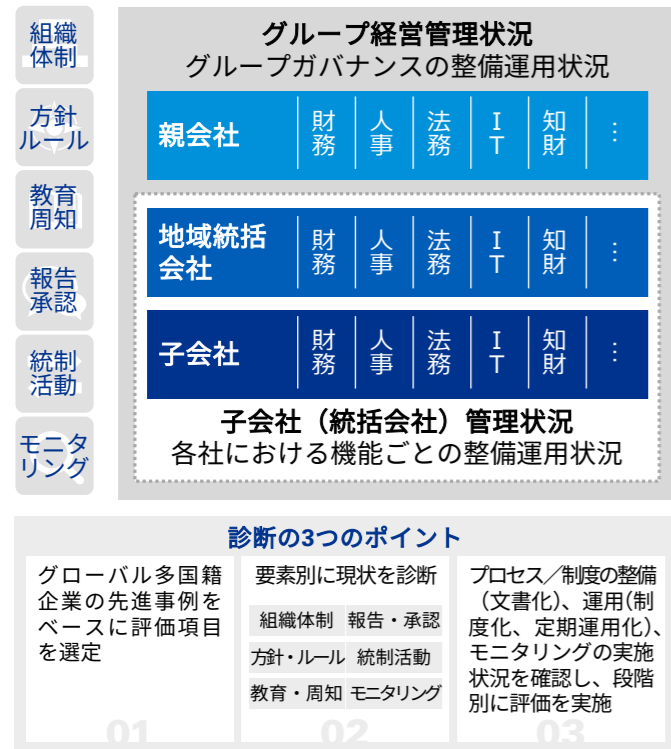 組織
体制
方針
ルール
教育
周知
報告
承認
統制
活動
モニタ
リング
グループ経営管理状況
グループガバナンスの整備運用状況
親会社 財務 人事 法務 IT 知財 …
地域統括
会社
財務 人事 法務 IT 知財 …
子会社 財務 人事 法務 IT 知財 …
子会社（統括会社）管理状況
各社における機能ごとの整備運用状況
診断の3つのポイント
グローバル多国籍
企業の先進事例を
ベースに評価項目
を選定
01
要素別に現状を診断
組織体制 報告・承認
方針・ルール 統制活動
教育・周知 モニタリング
02
プロセス／制度の整備
（文書化）、運用（制
度化、定期運用化）、
モニタリングの実施
状況を確認し、段階
別に評価を実施
03